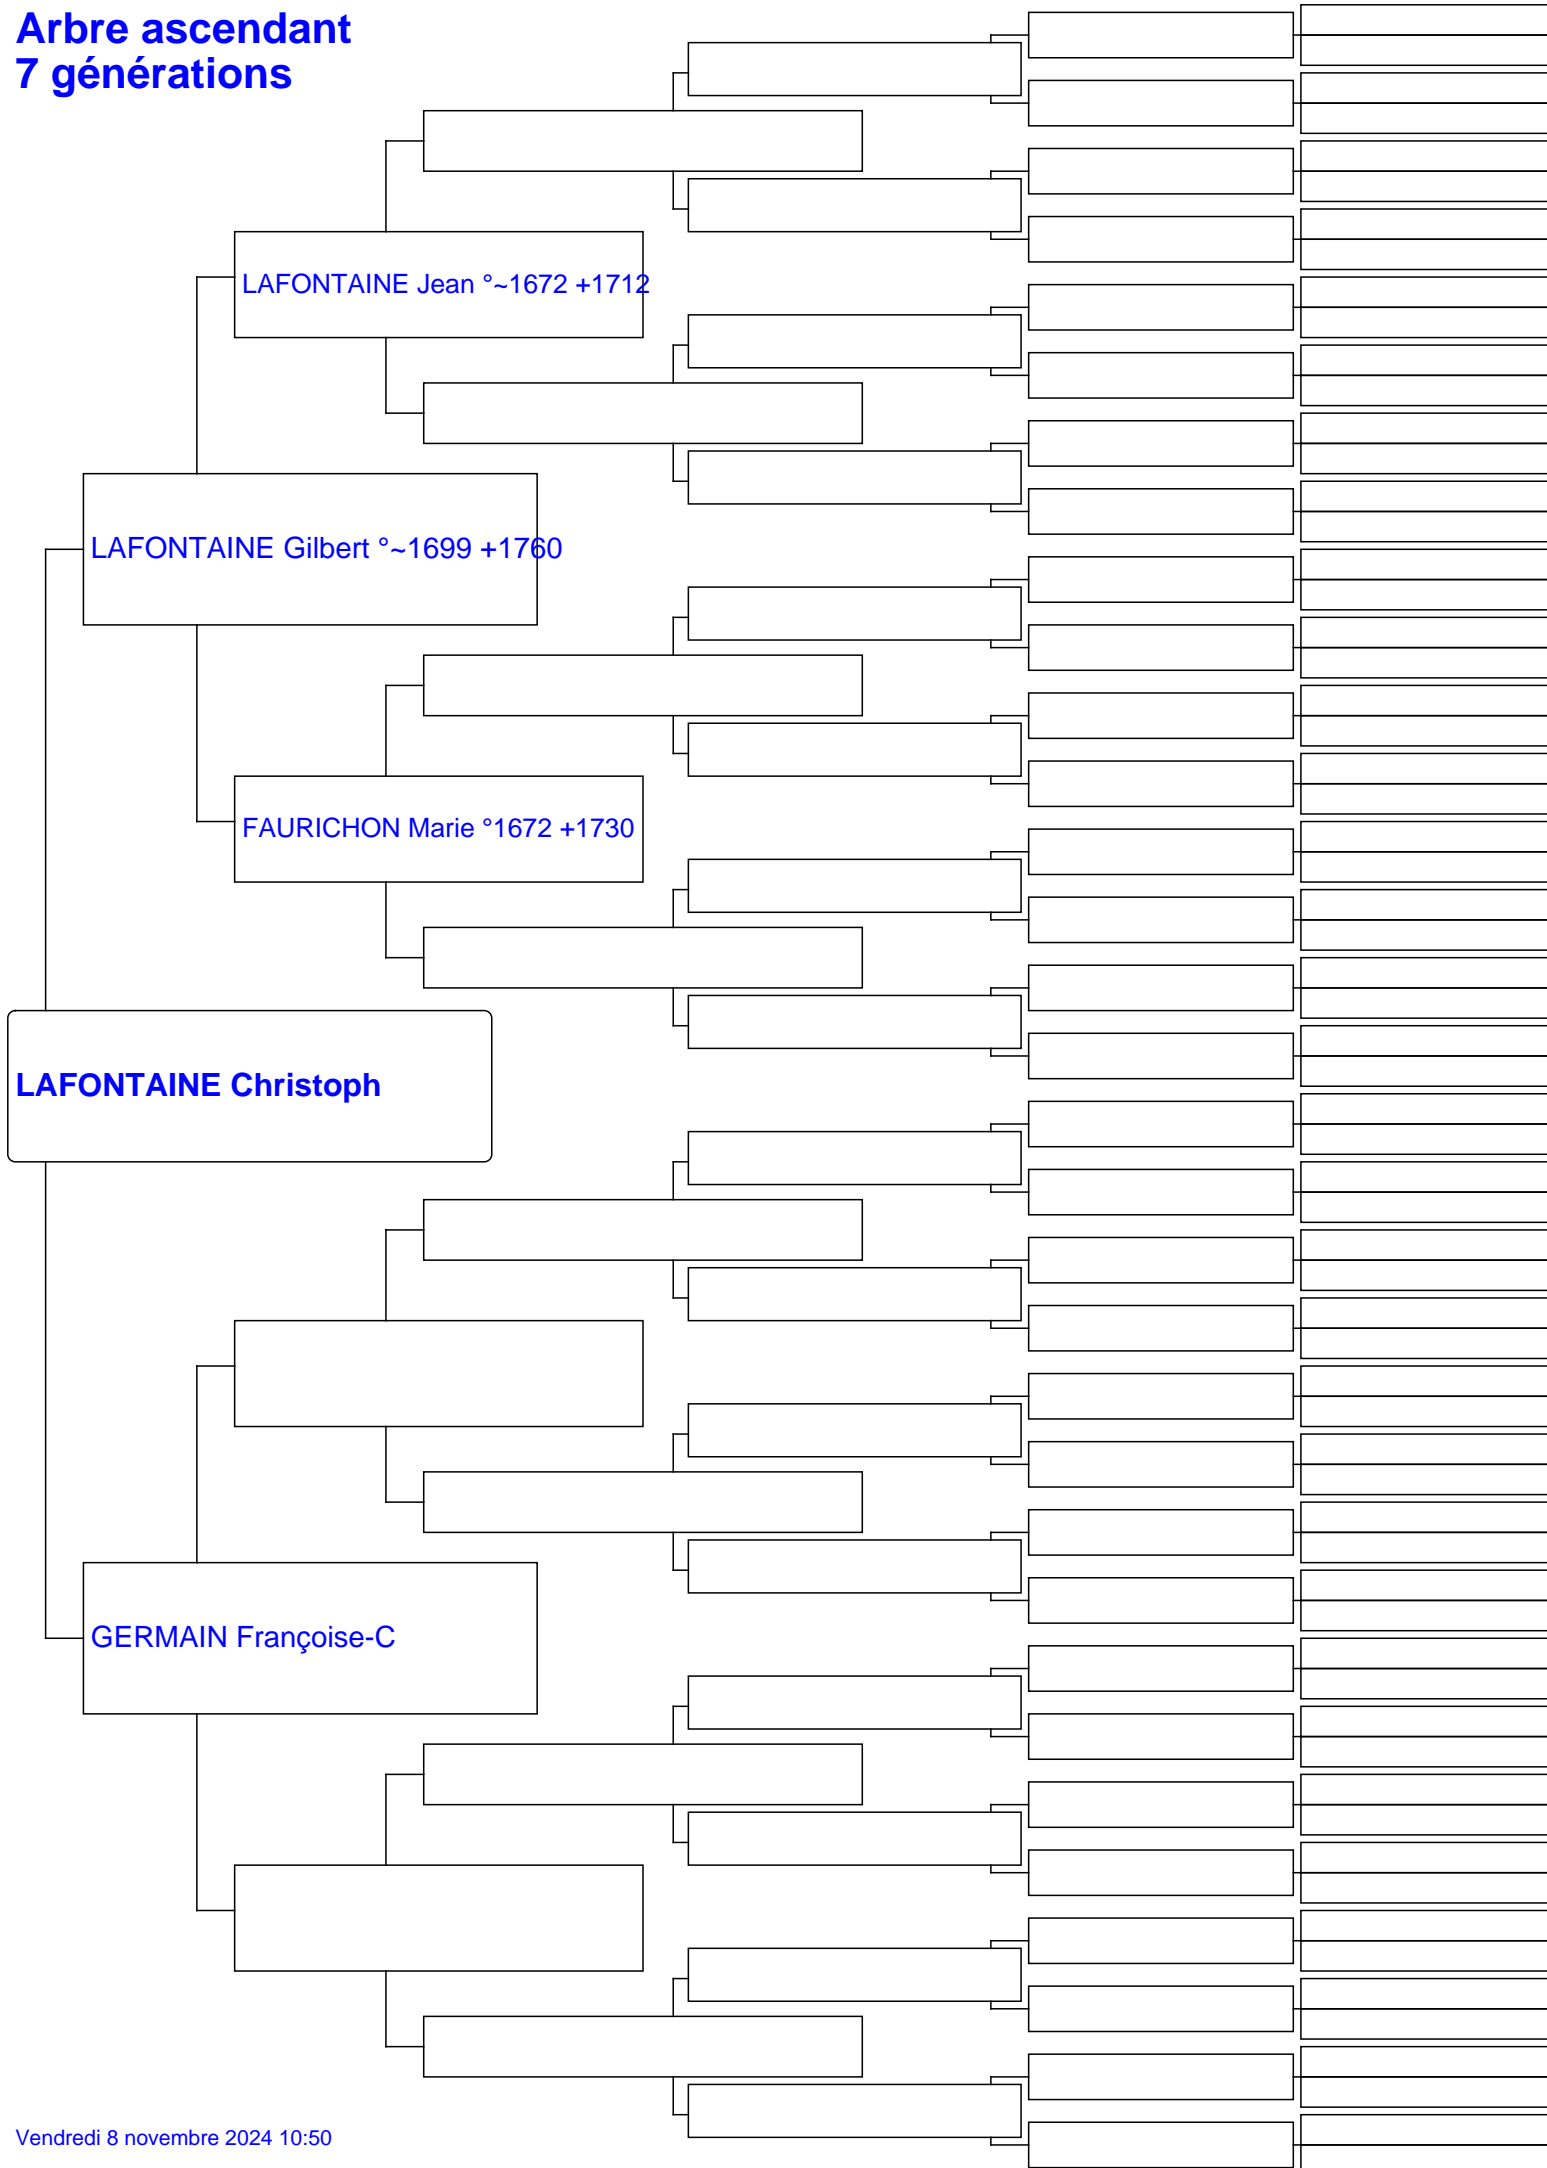 Arbre ascendant
7 générations
LAFONTAINE Jean °~1672 +1712
LAFONTAINE Gilbert °~1699 +1760
FAURICHON Marie °1672 +1730
LAFONTAINE Christoph
GERMAIN Françoise-C
Vendredi 8 novembre 2024 10:50